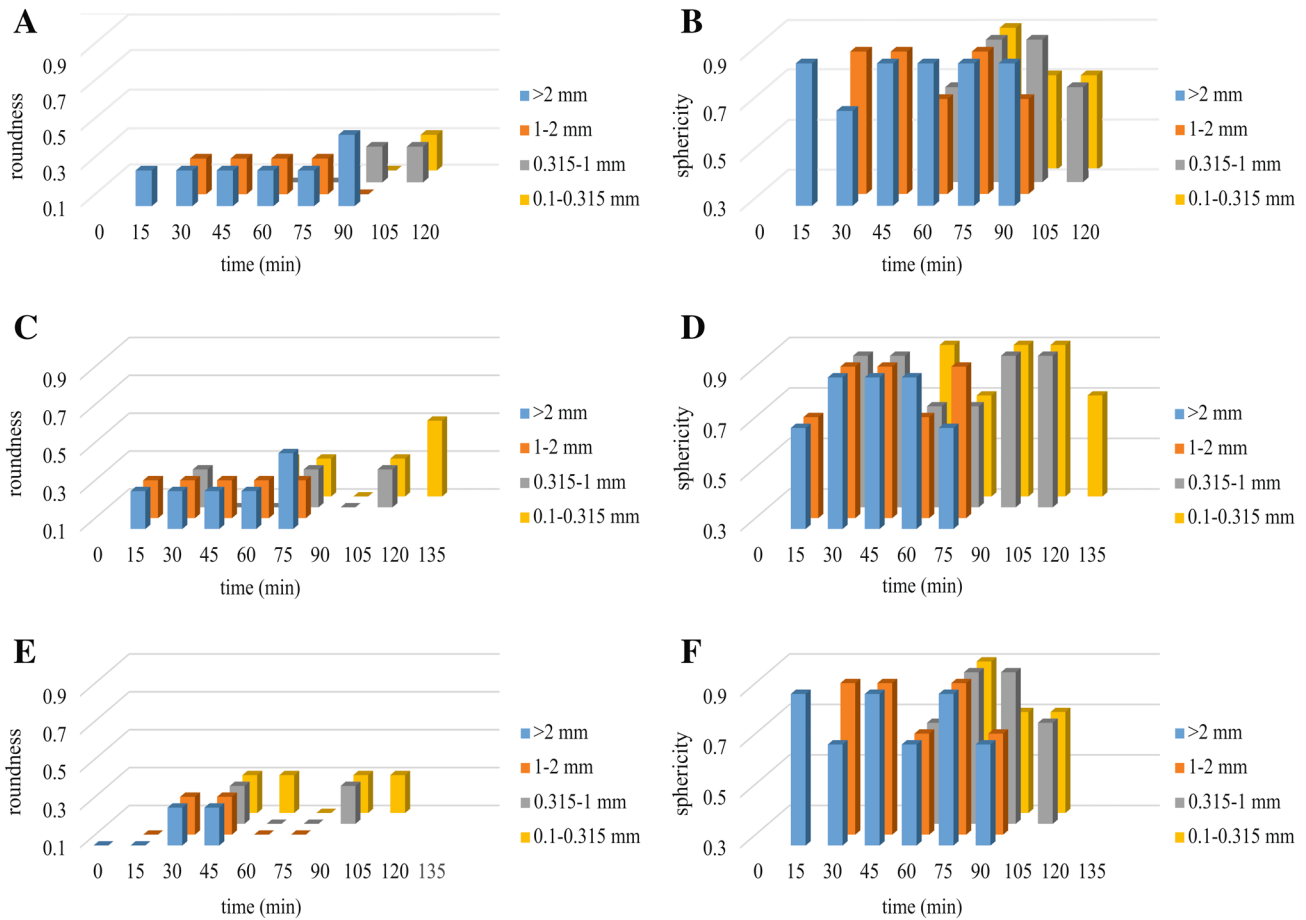 A
roundness
0.9
0.7
0.5
0.3
0.1
0 15 30 45 60 75 90 105 120
time (min)
>2 mm
1-2 mm
0.315-1 mm
0.1-0.315 mm
B
sphericity
0.9
0.7
0.5
0.3
0 15 30 45 60 75 90 105 120
time (min)
>2 mm
1-2 mm
0.315-1 mm
0.1-0.315 mm
C
roundness
0.9
0.7
0.5
0.3
0.1
0 15 30 45 60 75 90 105 120 135
time (min)
>2 mm
1-2 mm
0.315-1 mm
0.1-0.315 mm
D
sphericity
0.9
0.7
0.5
0.3
0 15 30 45 60 75 90 105 120 135
time (min)
>2 mm
1-2 mm
0.315-1 mm
0.1-0.315 mm
E
roundness
0.9
0.7
0.5
0.3
0.1
0 15 30 45 60 75 90 105 120 135
time (min)
>2 mm
1-2 mm
0.315-1 mm
0.1-0.315 mm
F
sphericity
0.9
0.7
0.5
0.3
0 15 30 45 60 75 90 105 120 135
time (min)
>2 mm
1-2 mm
0.315-1 mm
0.1-0.315 mm